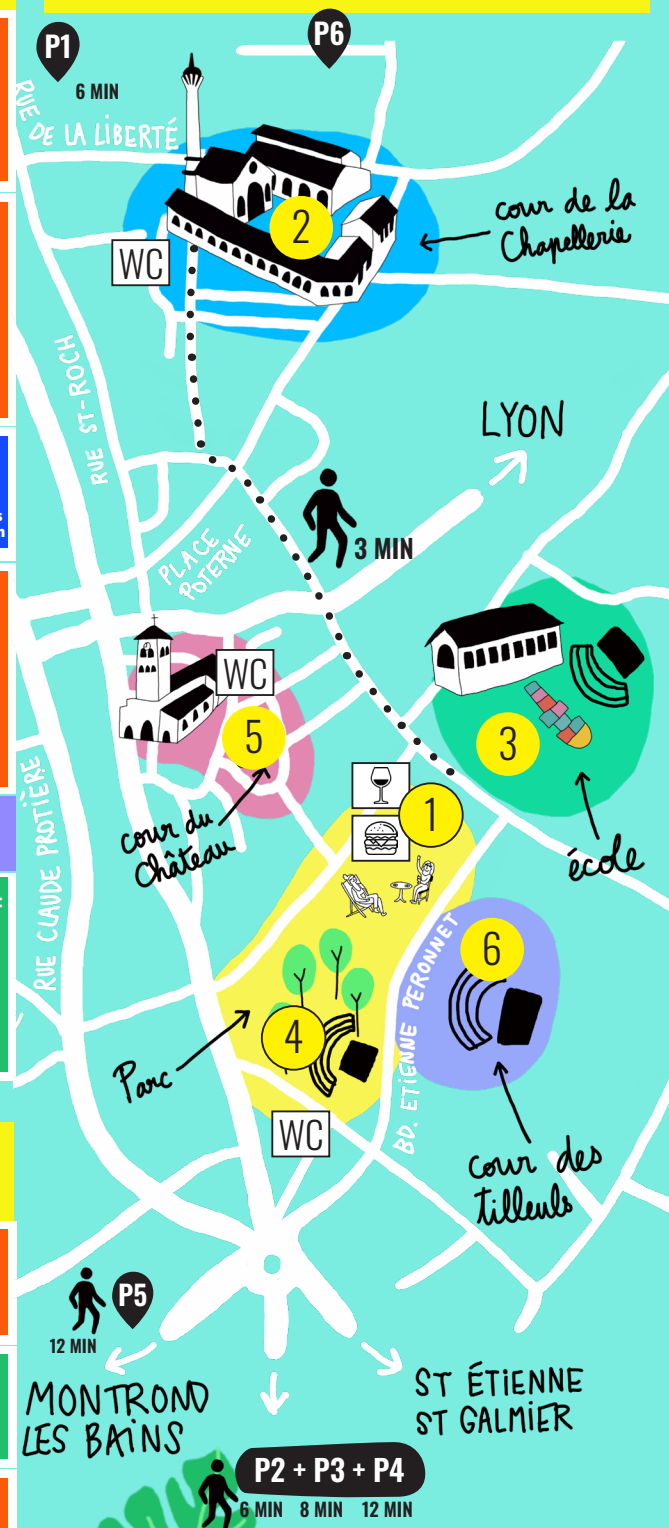 P1
6 MIN
P6
RUE
DE LA LIBERTÉ
2
WC
cour de la
Chapellerie
RUE ST-ROCH
LYON
s
n
3 MIN
PLACE
POTERNE
WC
5
3
1
cour du
Château
école
RUE CLAUDE PROTIÈRE
6
BD. ETIENNE PERONNET
4
Parc
WC
cour des
tilleuls
P5
12 MIN
MONTROND
LES BAINS
ST ÉTIENNE
ST GALMIER
P2 + P3 + P4
6 MIN 8 MIN 12 MIN